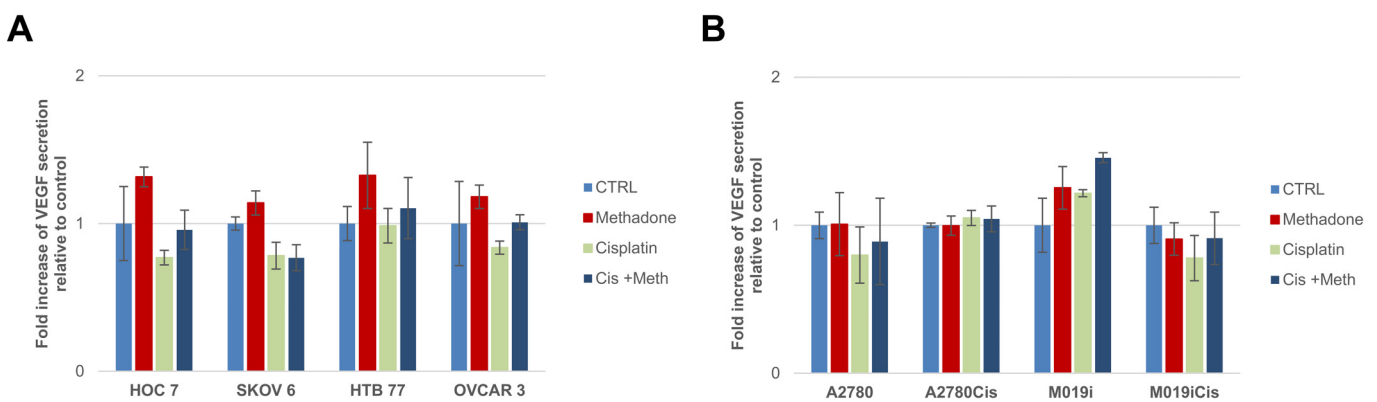 A
Fold increase of VEGF secretion
relative to control
2
1
0
HOC 7
SKOV 6
HTB 77
OVCAR 3
CTRL
Methadone
Cisplatin
Cis +Meth
B
Fold increase of VEGF secretion
relative to control
2
1
0
A2780
A2780Cis
M019i
M019iCis
CTRL
Methadone
Cisplatin
Cis +Meth